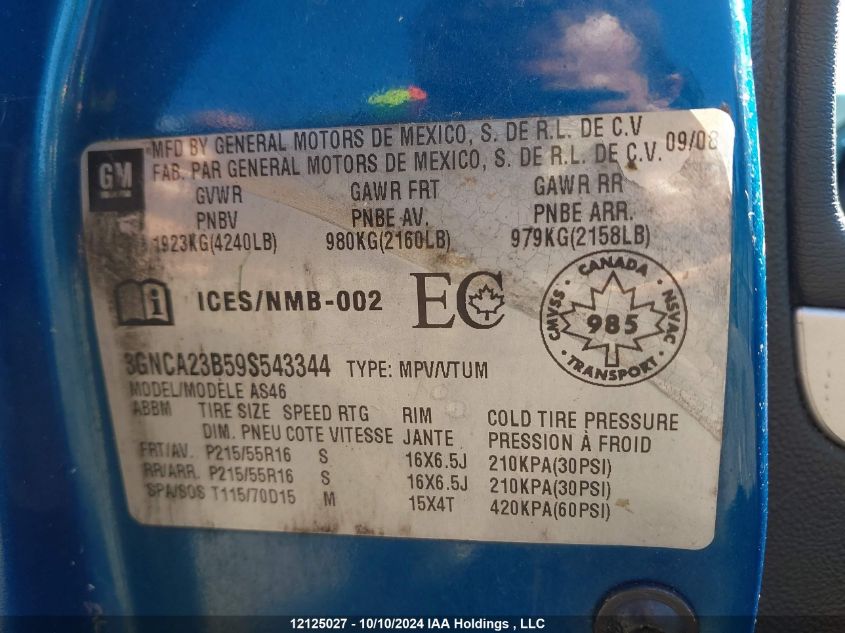 GM
MFD BY GENERAL MOTORS DE MEXICO, S. DE R.L. DE C.V
FAB. PAR GENERAL MOTORS DE MEXICO, S. DE R.L. DE C.V. 09/08
GVWR GAWR FRT GAWR RR
PNBV PNBE AV. PNBE ARR.
1923KG(4240LB) 980KG(2160LB) 979KG(2158LB)
ICES/NMB-002 EC
CANADA
CMVSS 985 NSVAC
TRANSPORT
3GNCA23B59S543344 TYPE: MPV/VTUM
MODEL/MODÈLE AS46
ABBM TIRE SIZE SPEED RTG RIM COLD TIRE PRESSURE
DIM. PNEU COTE VITESSE JANTE PRESSION À FROID
FRT/AV. P215/55R16 S 16X6.5J 210KPA(30PSI)
RR/ARR. P215/55R16 S 16X6.5J 210KPA(30PSI)
SPA/SOS T115/70D15 M 15X4T 420KPA(60PSI)
12125027 - 10/10/2024 IAA Holdings , LLC